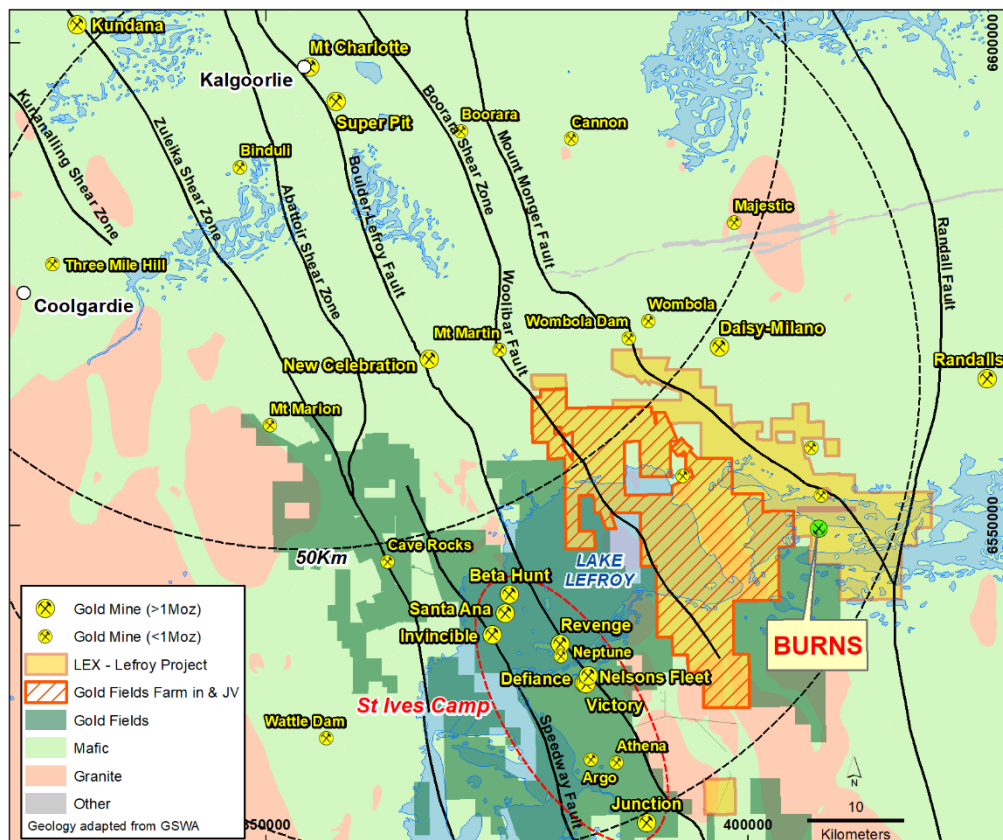 Kundana
Mt Charlotte
Kalgoorlie
Super Pit
Boorara
Cannon
Binduli
Majestic
Kunanalling Shear Zone
Zuleika Shear Zone
Abattoir Shear Zone
Boulder-Lefroy Fault
Boorara Shear Zone
Mount Monger Fault
Woolibar Fault
Randall Fault
6600000
Three Mile Hill
Coolgardie
Wombola
Wombola Dam
Mt Martin
Daisy-Milano
New Celebration
Randalls
Mt Marion
50Km
Cave Rocks
LAKE
LEFROY
6550000
Beta Hunt
Santa Ana
Invincible
Revenge
Neptune
BURNS
Defiance
Nelsons Fleet
Victory
St Ives Camp
Speedway Fault
Wattle Dam
Athena
Argo
Junction
Gold Mine (>1Moz)
Gold Mine (<1Moz)
LEX - Lefroy Project
Gold Fields Farm in & JV
Gold Fields
Mafic
Granite
Other
Geology adapted from GSWA
350000
400000
N
10
Kilometers